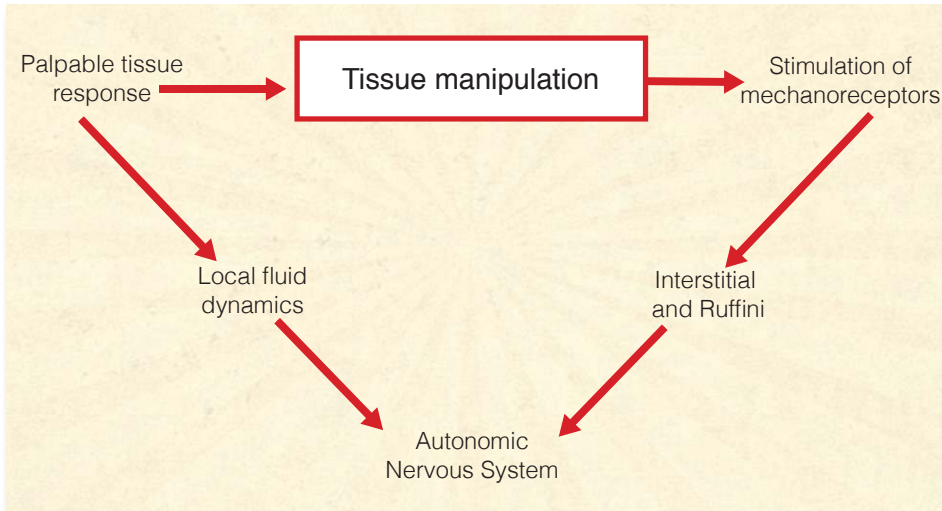 Palpable tissue
response
Tissue manipulation
Stimulation of
mechanoreceptors
Local fluid
dynamics
Interstitial
and Ruffini
Autonomic
Nervous System